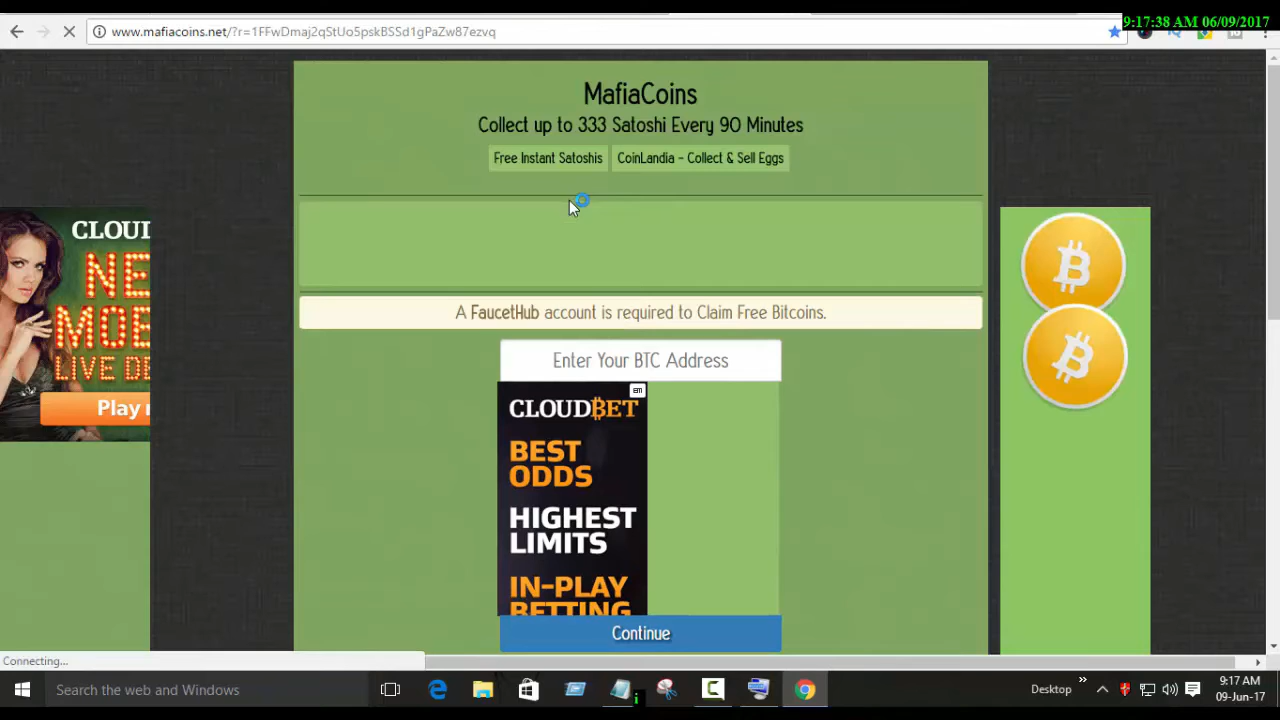 9:17:38 AM 06/09/2017
www.mafiacoins.net/?r=1FFwDmaj2qStUo5pskBSSd1gPaZw87ezvq
MafiaCoins
Collect up to 333 Satoshi Every 90 Minutes
Free Instant Satoshis
CoinLandia - Collect & Sell Eggs
CLOU
NE
MO
LIVE DE
Play
A FaucetHub account is required to Claim Free Bitcoins.
Enter Your BTC Address
CLOUDBET
BEST
ODDS
HIGHEST
LIMITS
IN-PLAY
BETTING
Continue
Connecting...
Search the web and Windows
Desktop
9:17 AM
09-Jun-17